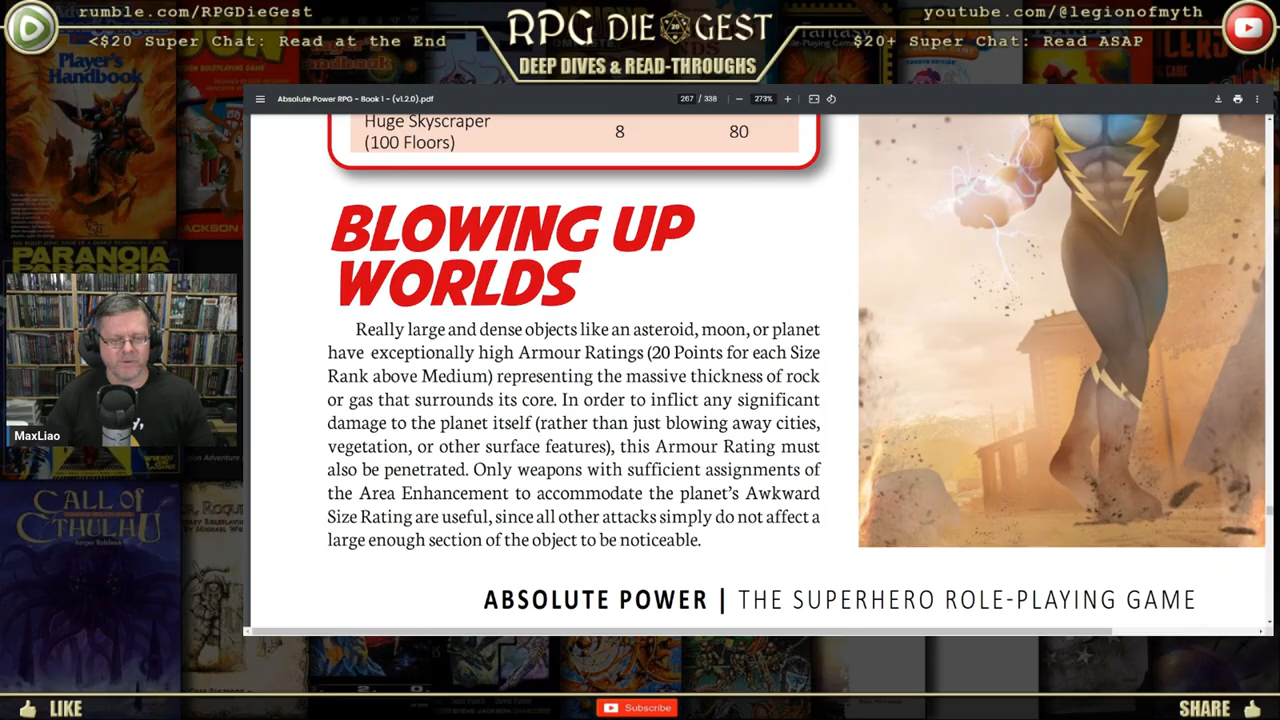 rumble.com/RPGDieGest
<$20 Super Chat: Read at the End
RPG DIE GEST
DEEP DIVES & READ-THROUGHS
youtube.com/@legionofmyth
$20+ Super Chat: Read ASAP
Player's
Handbook
PARANOIA
MaxLiao
CALL OF
CTHULHU
Absolute Power RPG - Book 1 - (v1.2.0).pdf
267 / 338
273%
Huge Skyscraper
(100 Floors) 8 80
BLOWING UP
WORLDS
Really large and dense objects like an asteroid, moon, or planet
have exceptionally high Armour Ratings (20 Points for each Size
Rank above Medium) representing the massive thickness of rock
or gas that surrounds its core. In order to inflict any significant
damage to the planet itself (rather than just blowing away cities,
vegetation, or other surface features), this Armour Rating must
also be penetrated. Only weapons with sufficient assignments of
the Area Enhancement to accommodate the planet's Awkward
Size Rating are useful, since all other attacks simply do not affect a
large enough section of the object to be noticeable.
ABSOLUTE POWER | THE SUPERHERO ROLE-PLAYING GAME
LIKE
Subscribe
SHARE